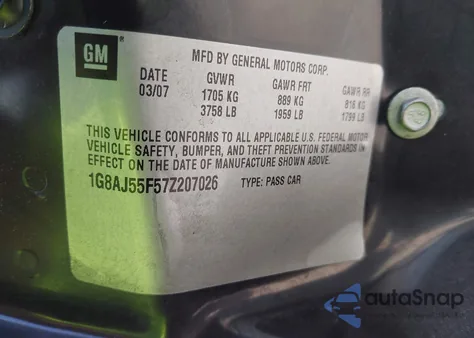 GM
MFD BY GENERAL MOTORS CORP.
DATE GVWR GAWR FRT GAWR RR
03/07 1705 KG 889 KG 816 KG
3758 LB 1959 LB 1799 LB
THIS VEHICLE CONFORMS TO ALL APPLICABLE U.S. FEDERAL MOTOR
VEHICLE SAFETY, BUMPER, AND THEFT PREVENTION STANDARDS IN
EFFECT ON THE DATE OF MANUFACTURE SHOWN ABOVE.
1G8AJ55F57Z207026 TYPE: PASS CAR
autoSnap